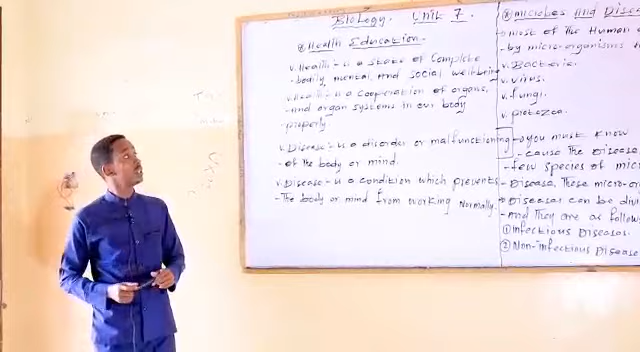 Biology. Unit 7.
Health Education.
v. Health:- is a state of complete
- bodily, mental, and social well-being
v. Health:- is a cooperation of organs,
- and organ systems in our body
- properly
v. Disease:- is a disorder or malfunctioning
- of the body or mind.
v. Disease:- is a condition which prevents
- The body or mind from working Normally.
Microbes And Disea
most of the Human
- by micro-organisms
v. Bacteria.
v. virus.
v. fungi.
v. protozoa.
you must know
- cause the Disease
- few species of mic
- Disease, These micro-or
Diseases can be divi
- and They are as follow
① Infectious Diseases.
② Non-infectious Disease